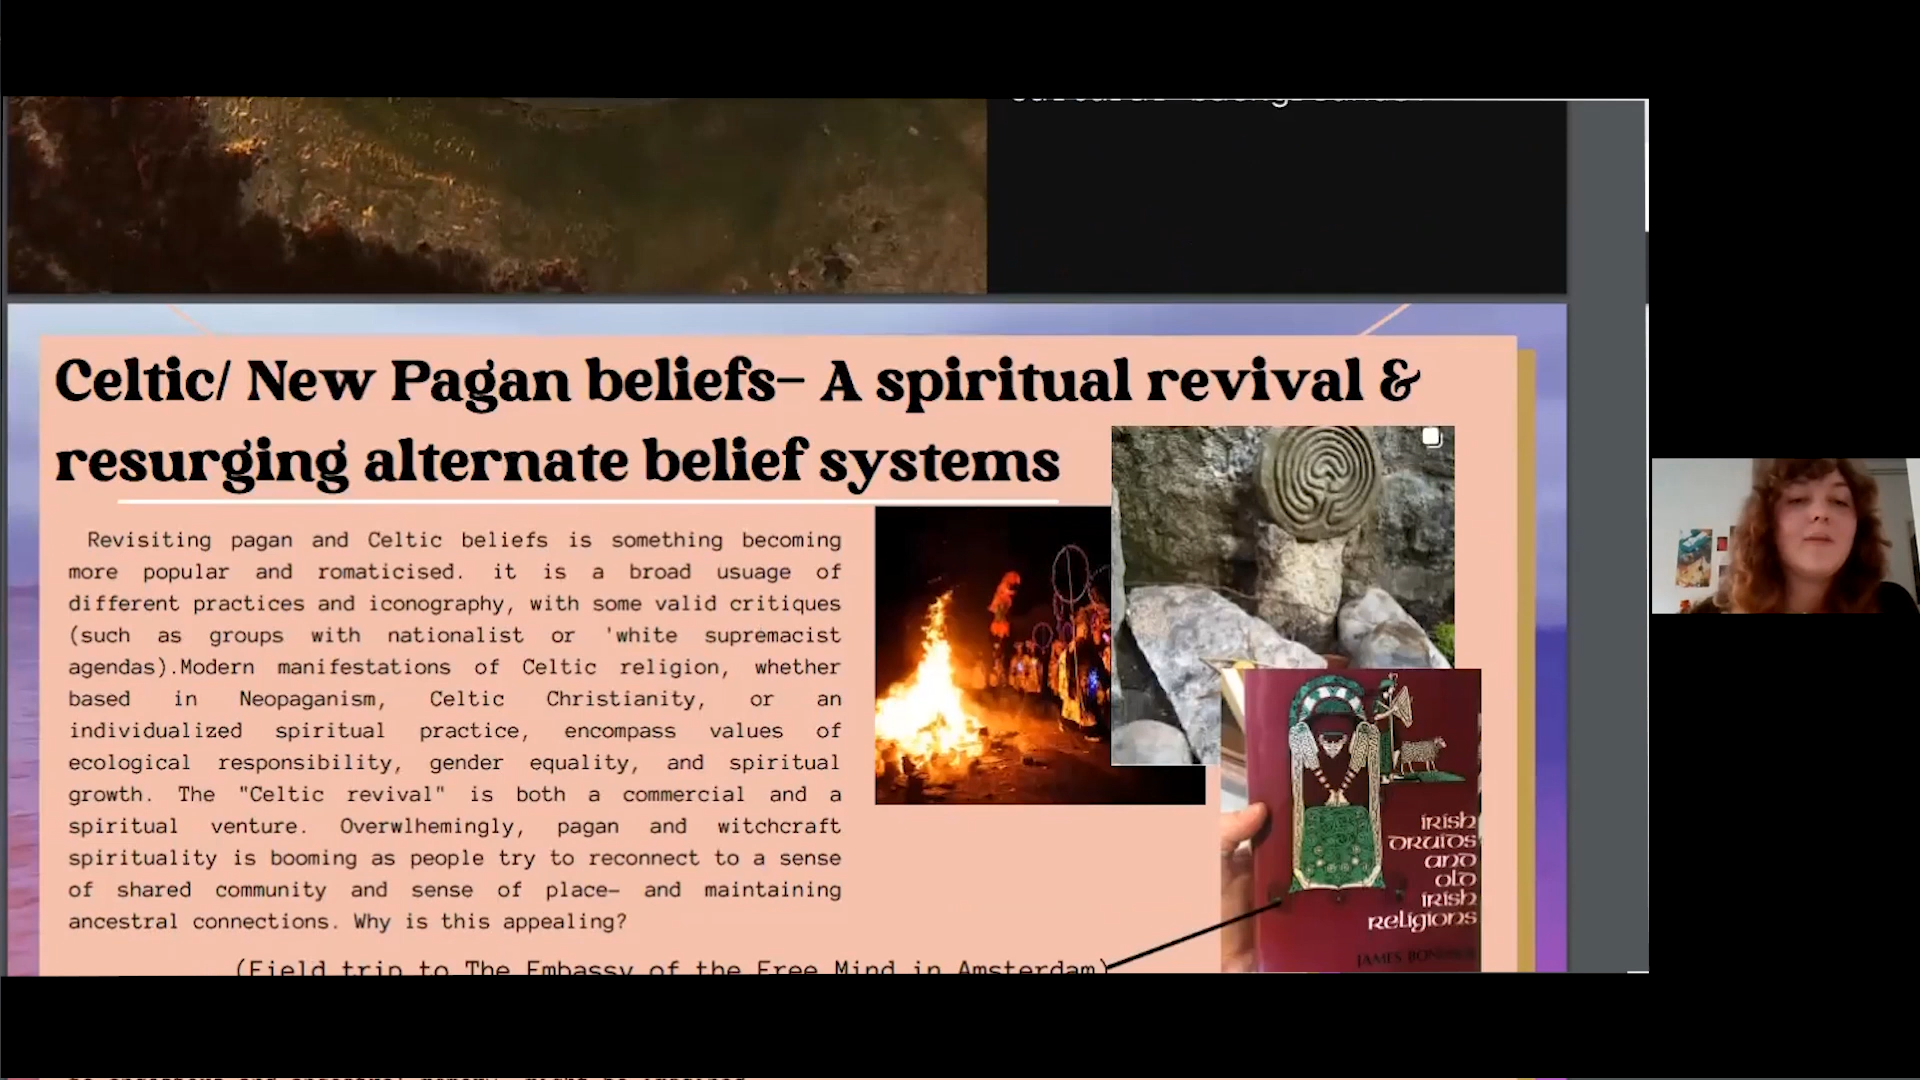 Celtic/ New Pagan beliefs– A spiritual revival &
resurging alternate belief systems
Revisiting pagan and Celtic beliefs is something becoming
more popular and romaticised. it is a broad usuage of
different practices and iconography, with some valid critiques
(such as groups with nationalist or 'white supremacist
agendas).Modern manifestations of Celtic religion, whether
based in Neopaganism, Celtic Christianity, or an
individualized spiritual practice, encompass values of
ecological responsibility, gender equality, and spiritual
growth. The "Celtic revival" is both a commercial and a
spiritual venture. Overwlhemingly, pagan and witchcraft
spirituality is booming as people try to reconnect to a sense
of shared community and sense of place– and maintaining
ancestral connections. Why is this appealing?
(Field trip to The Embassy of the Free Mind in Amsterdam)
irish
druids
and
old
irish
religions
JAMES